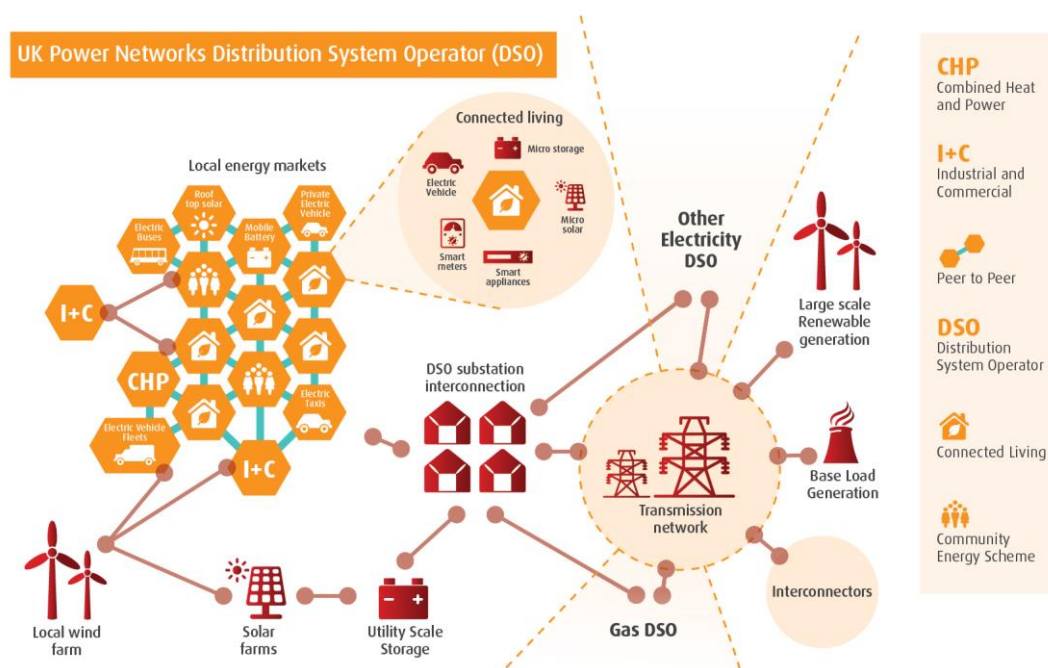 UK Power Networks Distribution System Operator (DSO)
Local energy markets
Roof
top solar
Private
Electric
Vehicle
Electric
Buses
Mobile
Battery
I+C
CHP
Electric Vehicle
Fleets
Electric
Taxis
I+C
Connected living
Micro storage
Electric
Vehicle
Micro
solar
Smart
meters
Smart
appliances
DSO substation
interconnection
Other
Electricity
DSO
Large scale
Renewable
generation
Transmission
network
Base Load
Generation
Interconnectors
Gas DSO
Local wind
farm
Solar
farms
Utility Scale
Storage
CHP
Combined Heat
and Power
I+C
Industrial and
Commercial
Peer to Peer
DSO
Distribution
System Operator
Connected Living
Community
Energy Scheme